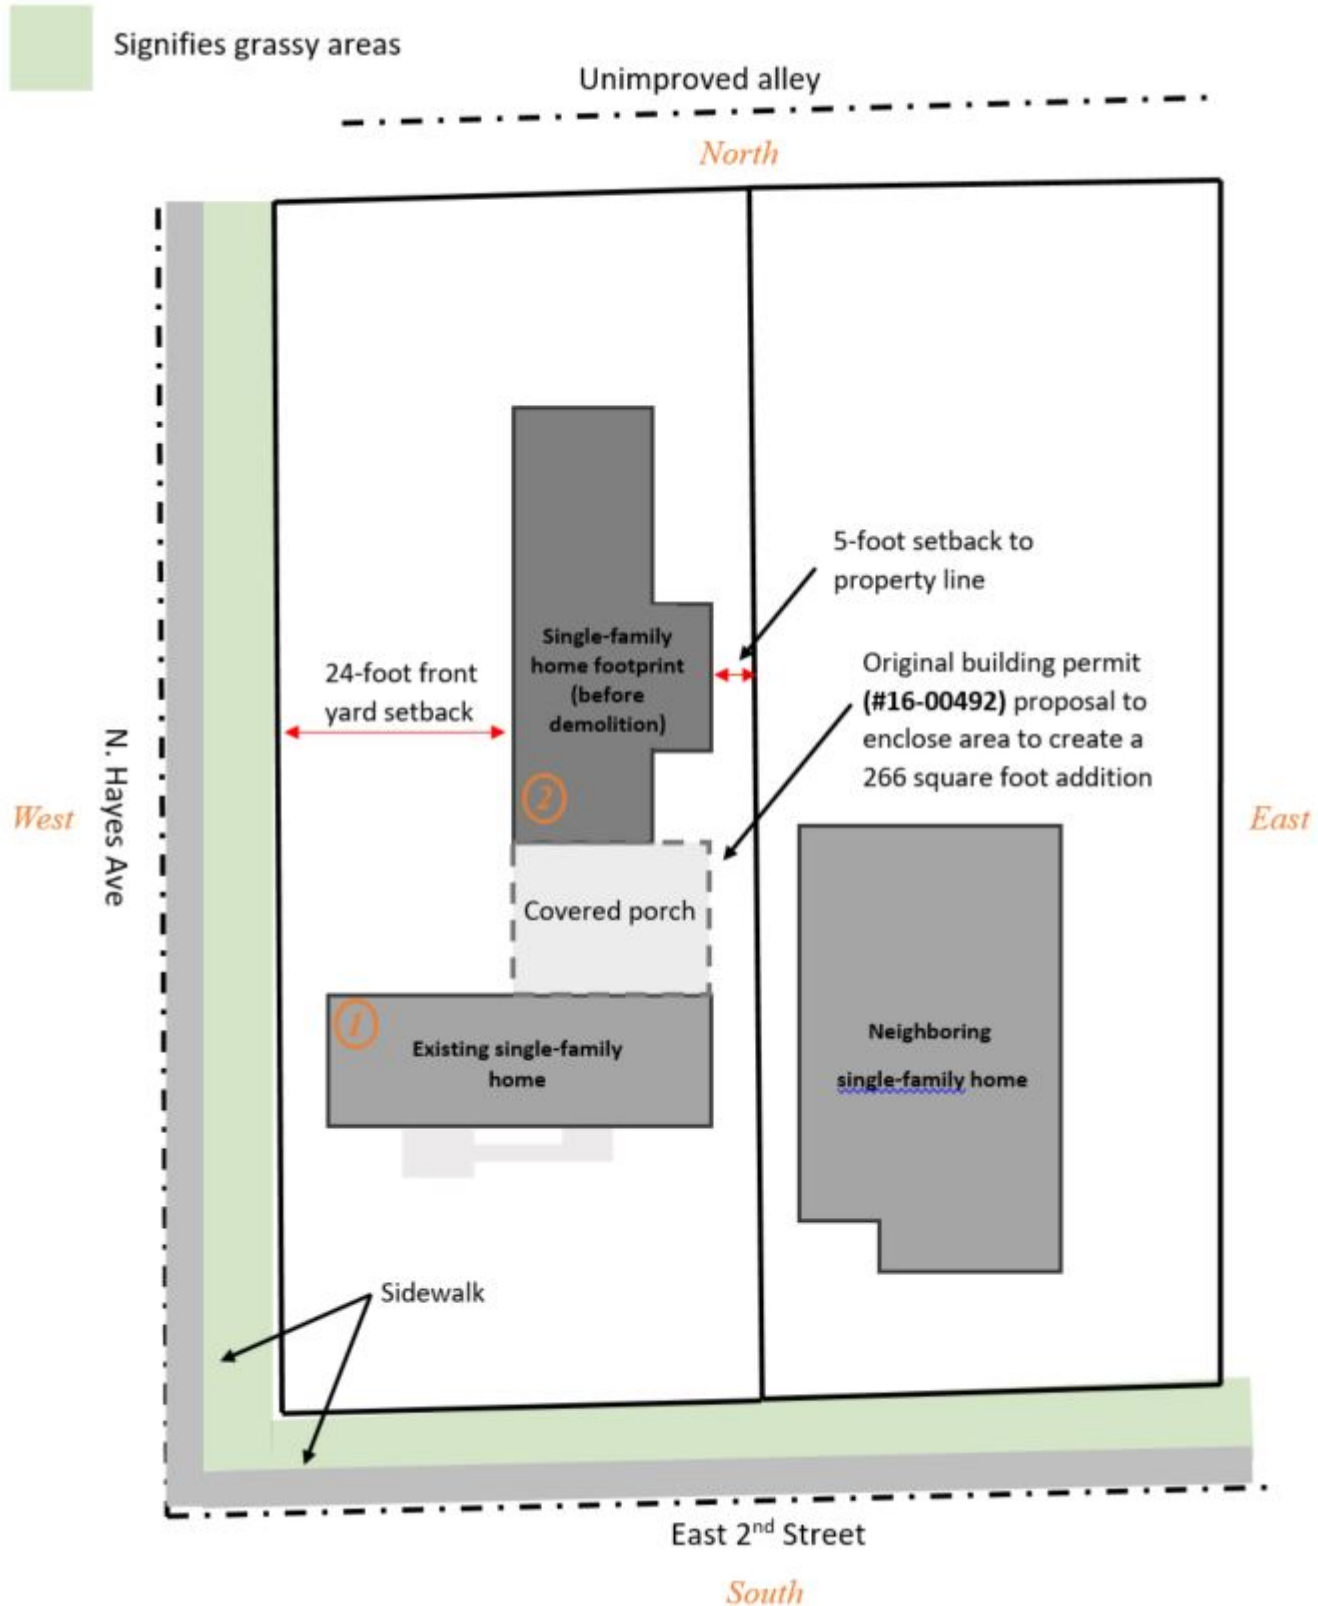 Signifies grassy areas
Unimproved alley
North
5-foot setback to
property line
Single-family
home footprint
(before
demolition)
24-foot front
yard setback
Original building permit
(#16-00492) proposal to
enclose area to create a
266 square foot addition
N. Hayes Ave
West
East
2
Covered porch
1
Existing single-family
home
Neighboring
single-family home
Sidewalk
East 2nd Street
South